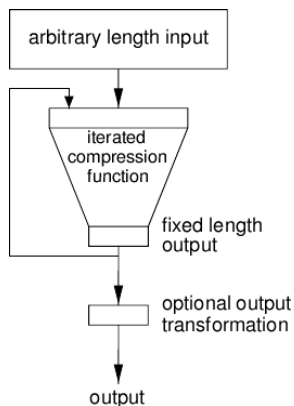 arbitrary length input
iterated
compression
function
fixed length
output
optional output
transformation
output